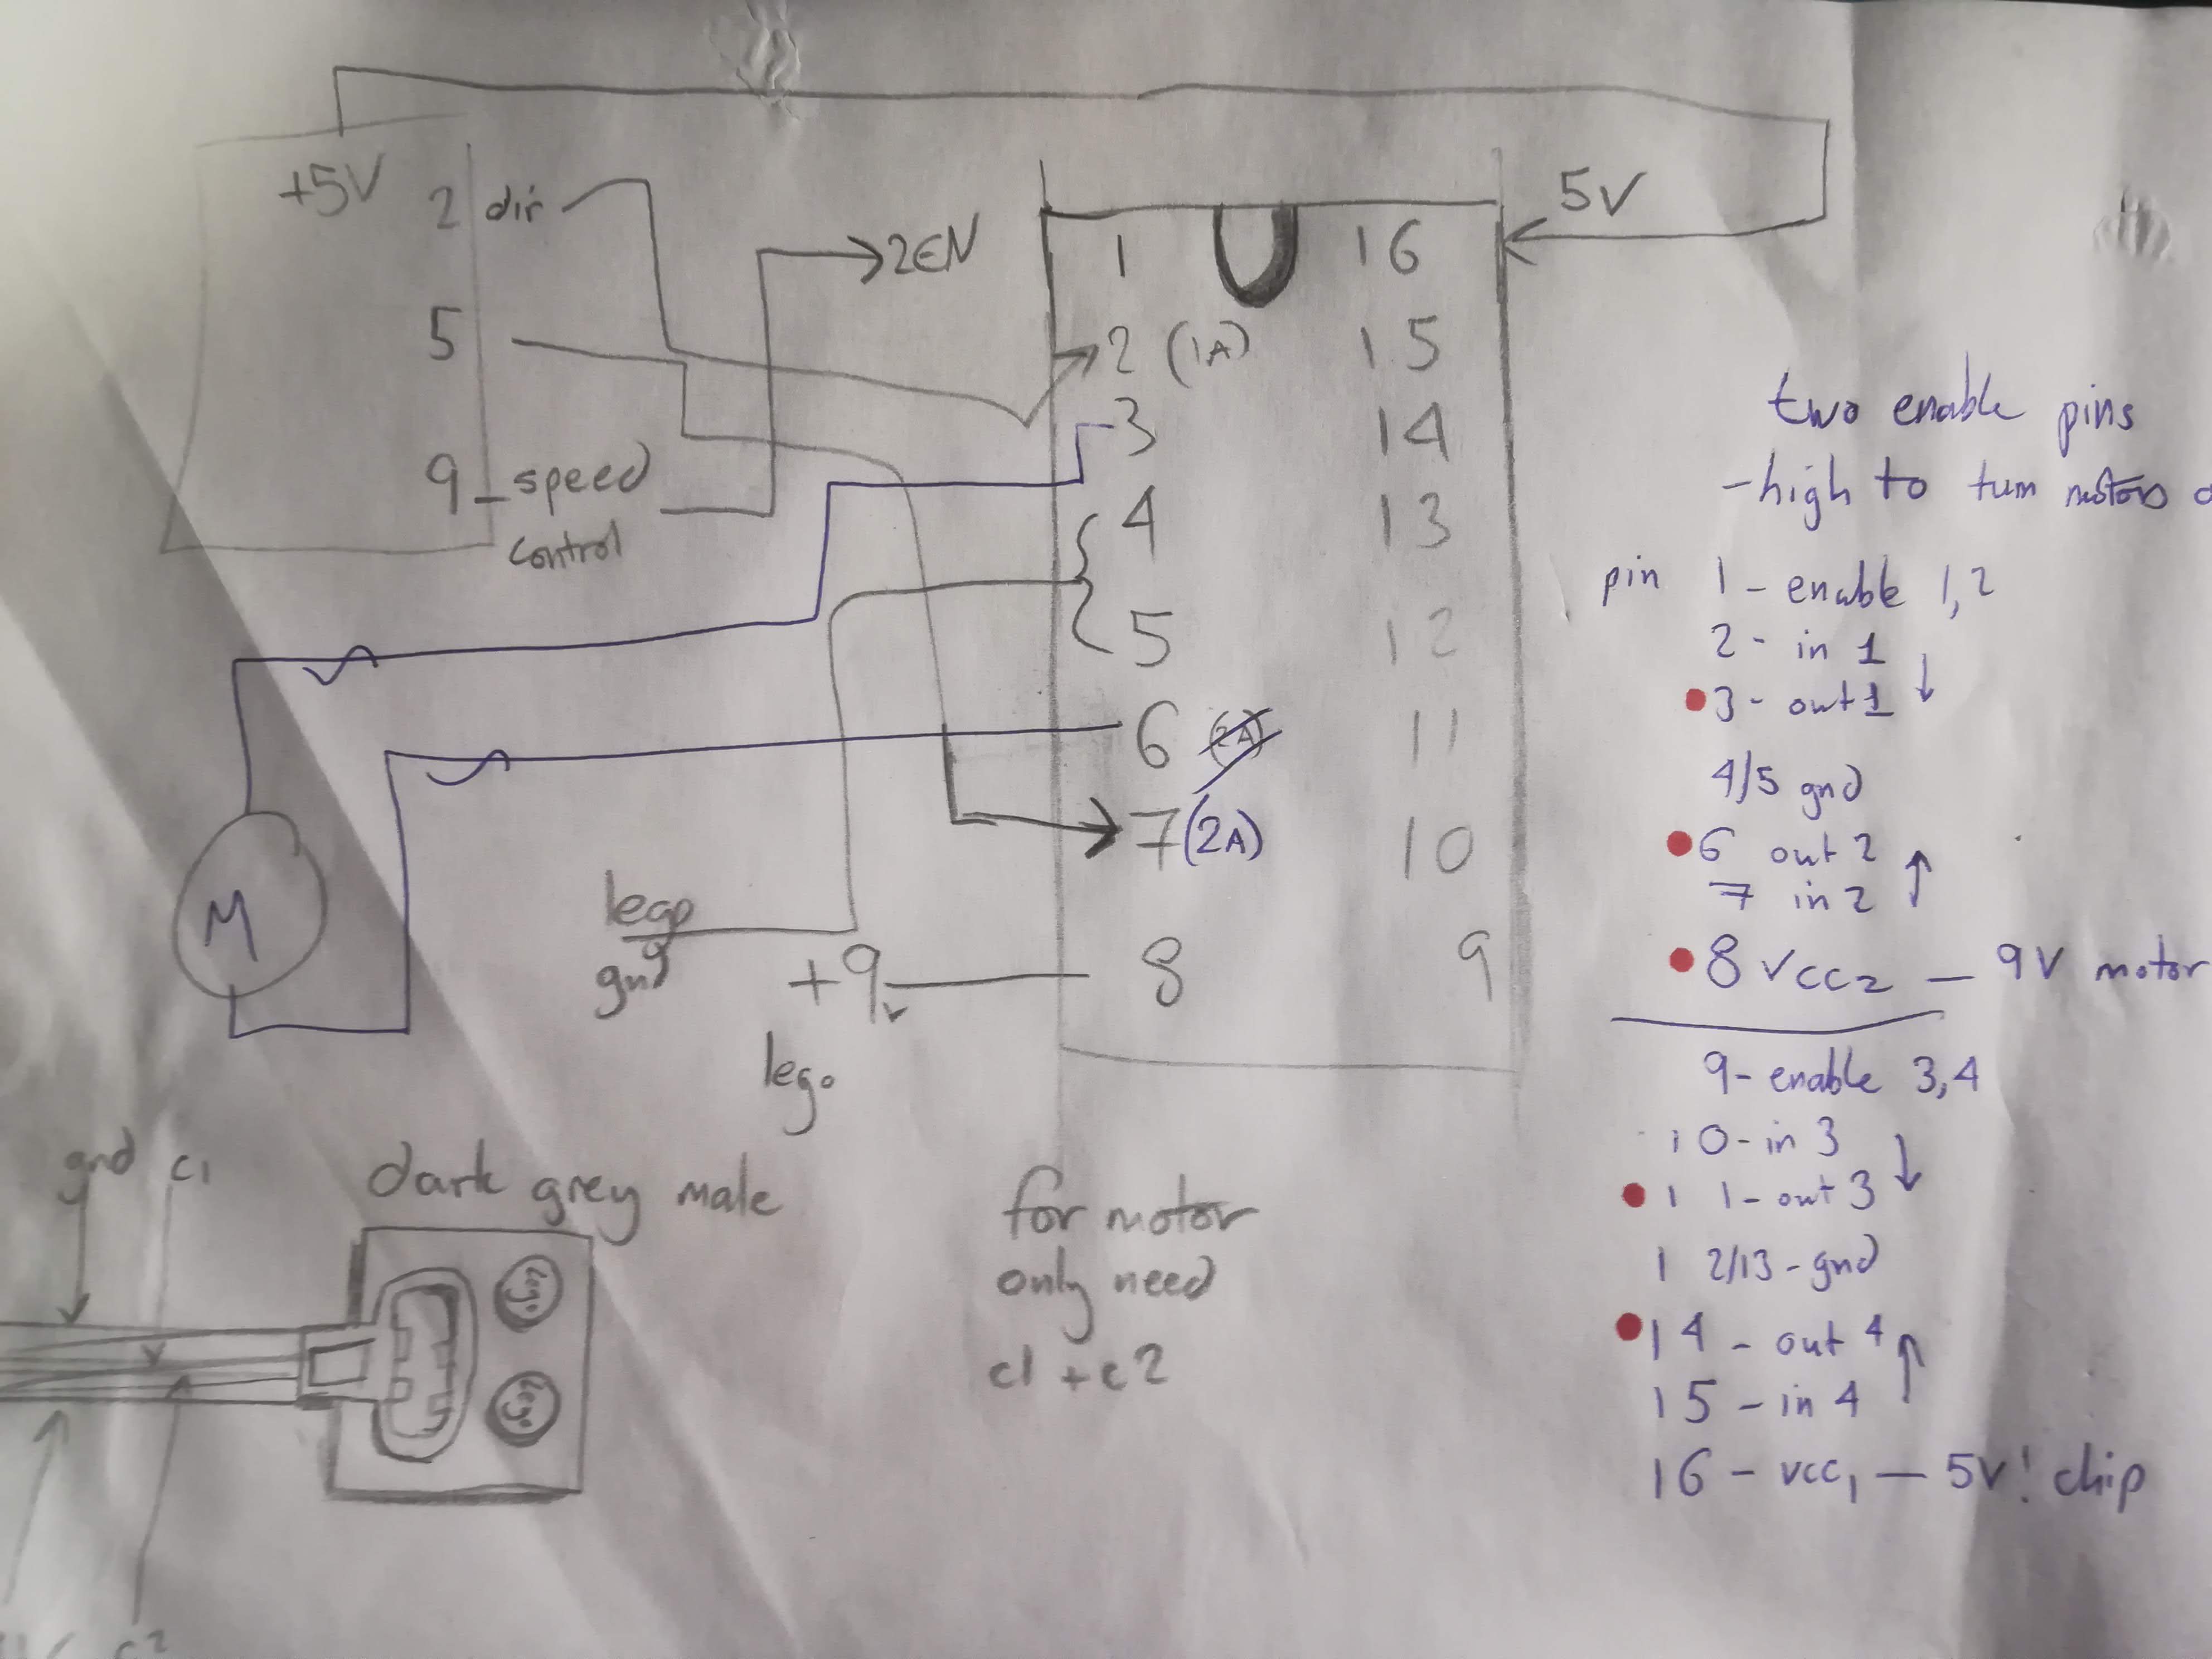 +5V
2 dir
5
9 - speed
control
2EN
5V
1 16
2 (1A) 15
3 14
4 13
5 12
6 (2A) 11
7 (2A) 10
8 9
M
lego
gnd
+9v
lego
two enable pins
- high to turn motors
pin 1 - enable 1,2
2 - in 1 ↓
3 - out 1
4/5 gnd
6 out 2 ↑
7 in 2
8 VCC2 — 9V motor
9 - enable 3,4
10 - in 3 ↓
11 - out 3
12/13 - gnd
14 - out 4 ↑
15 - in 4
16 - VCC1 — 5V! chip
gnd c1
dark grey male
lego
lego
c2
for motor
only need
c1 + c2